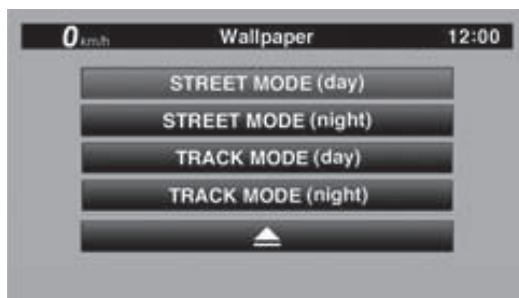 0 km/h Wallpaper 12:00
STREET MODE (day)
STREET MODE (night)
TRACK MODE (day)
TRACK MODE (night)